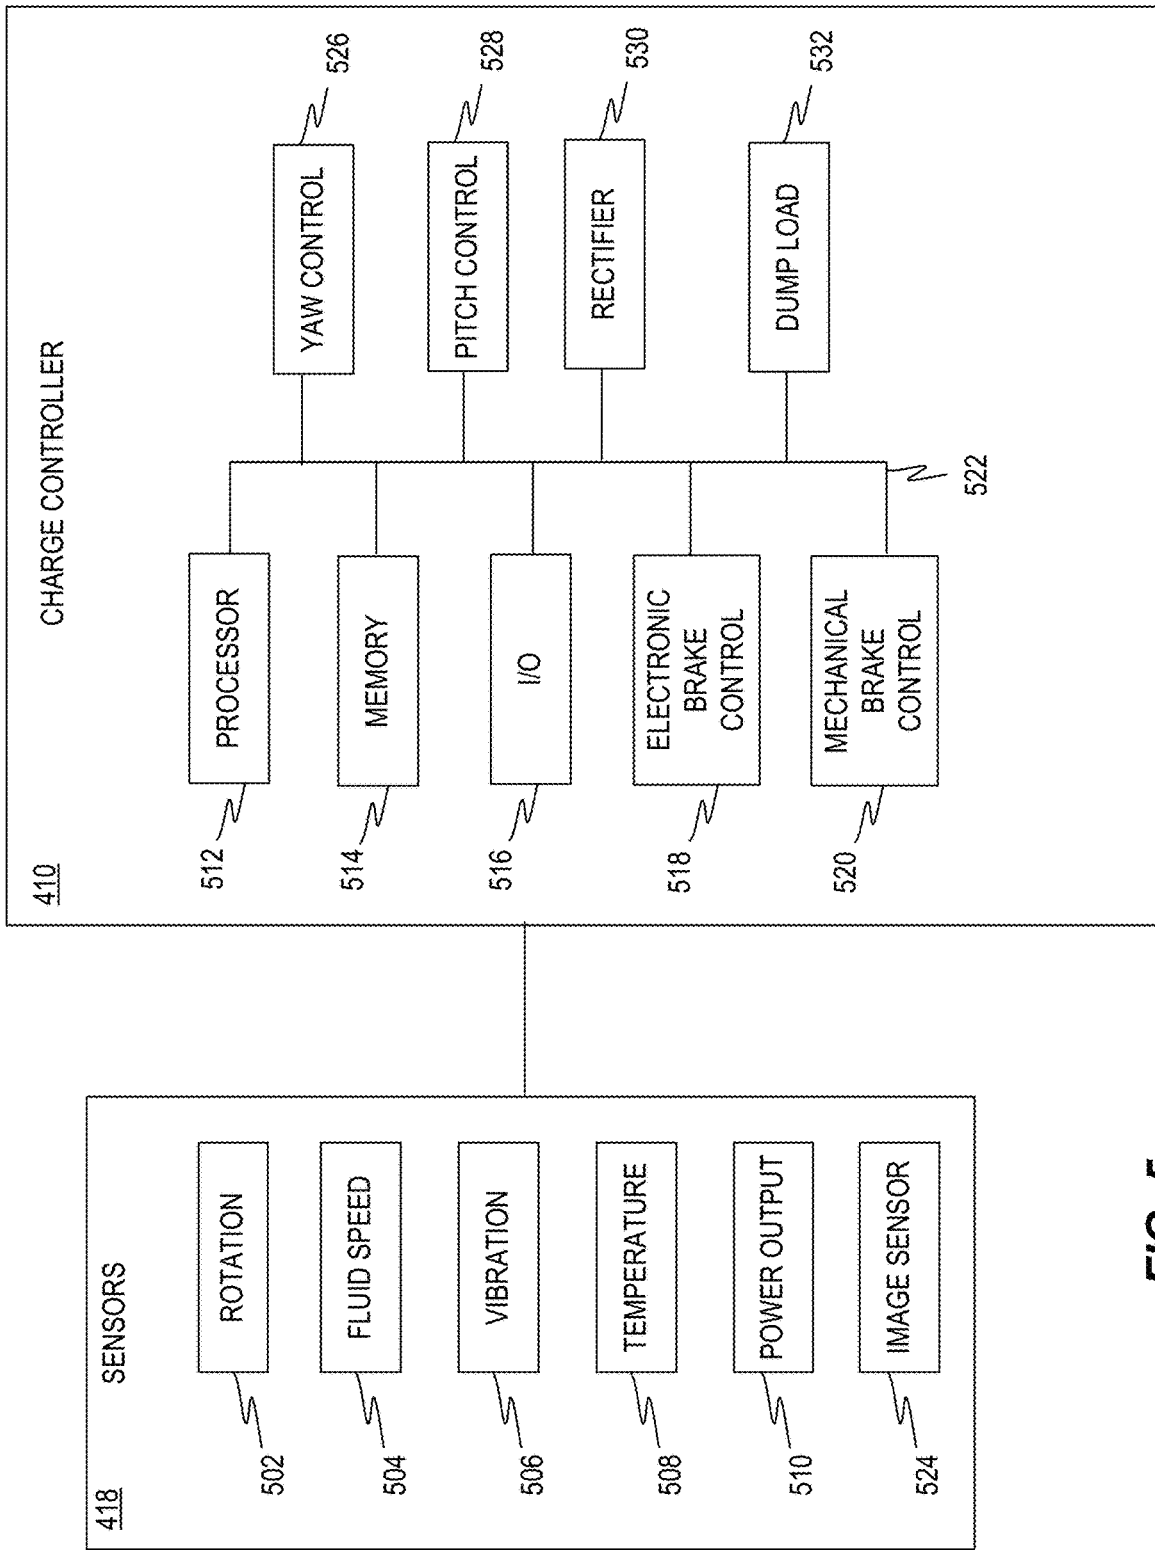 418
SENSORS
502
ROTATION
504
FLUID SPEED
506
VIBRATION
508
TEMPERATURE
510
POWER OUTPUT
524
IMAGE SENSOR
410
CHARGE CONTROLLER
512
PROCESSOR
514
MEMORY
516
I/O
518
ELECTRONIC
BRAKE
CONTROL
520
MECHANICAL
BRAKE
CONTROL
522
YAW CONTROL
526
PITCH CONTROL
528
RECTIFIER
530
DUMP LOAD
532